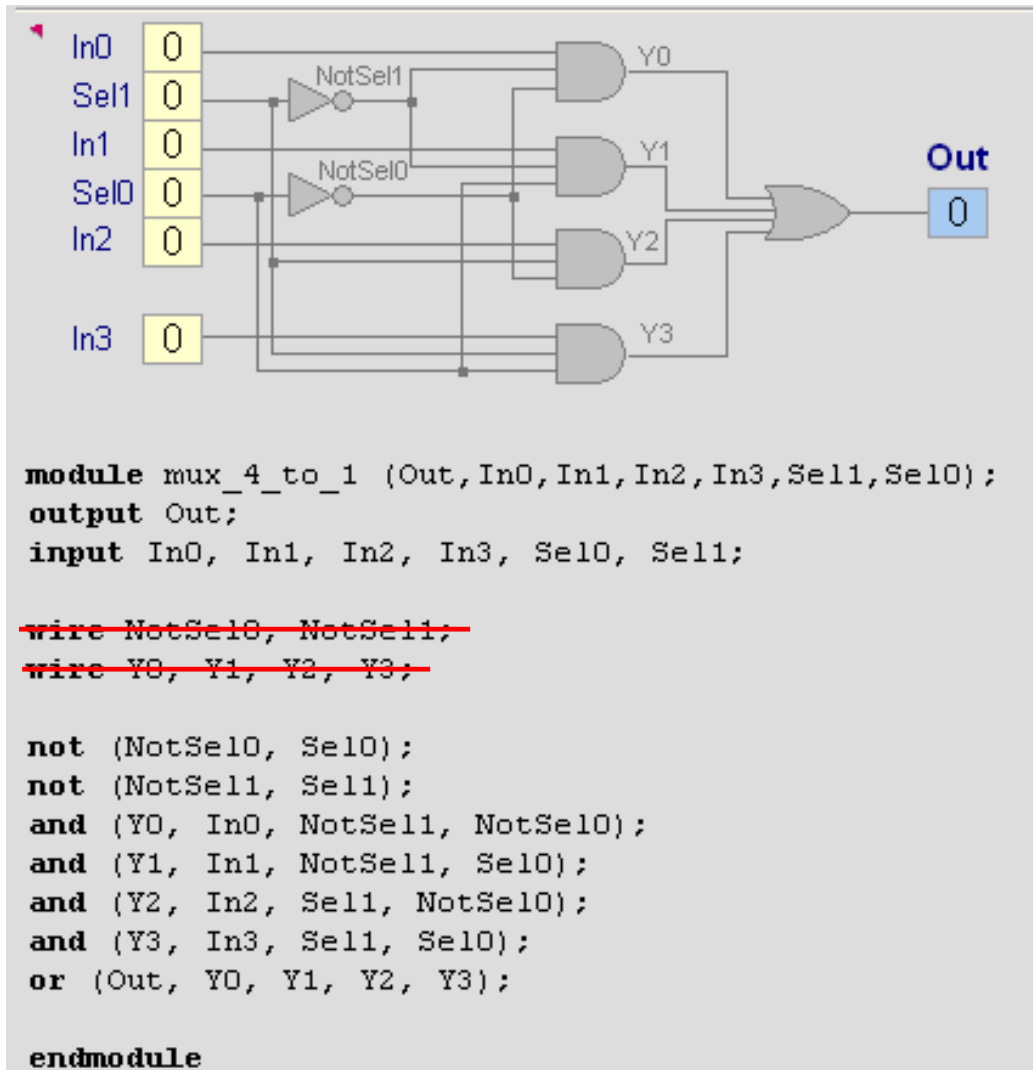 In0 0 Y0
NotSel1
Sel1 0
In1 0 Y1
Out
NotSel0
Sel0 0 0
In2 0 Y2
In3 0 Y3
module mux_4_to_1 (Out,In0,In1,In2,In3,Sel1,Sel0);
output Out;
input In0, In1, In2, In3, Sel0, Sel1;
wire NotSel0, NotSel1;
wire Y0, Y1, Y2, Y3;
not (NotSel0, Sel0);
not (NotSel1, Sel1);
and (Y0, In0, NotSel1, NotSel0);
and (Y1, In1, NotSel1, Sel0);
and (Y2, In2, Sel1, NotSel0);
and (Y3, In3, Sel1, Sel0);
or (Out, Y0, Y1, Y2, Y3);
endmodule